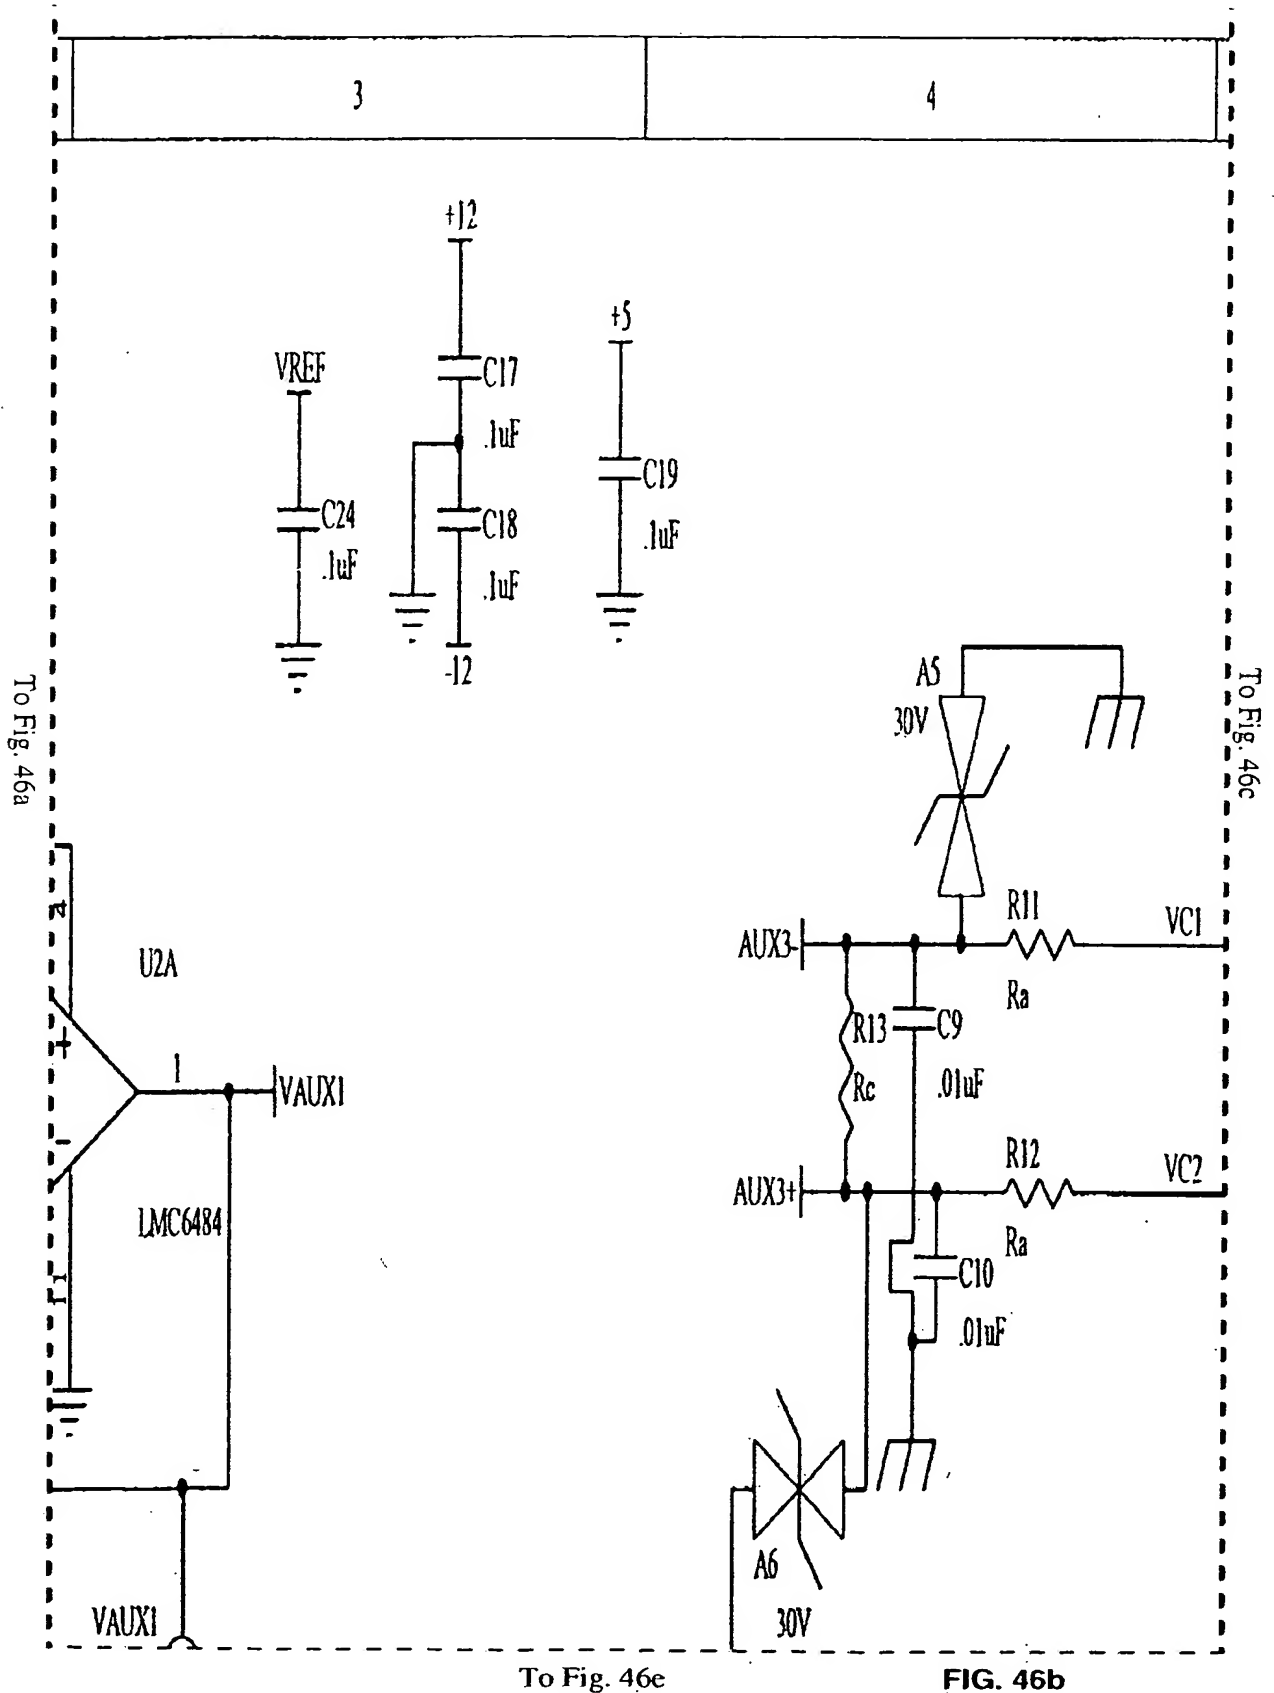 3
4
+12
+5
VREF
C17
.1uF
C19
C24
C18
.1uF
.1uF
.1uF
-12
To Fig. 46a
To Fig. 46c
A5
30V
R11
VC1
AUX3-
U2A
Ra
+
R13
C9
1
VAUX1
Rc
.01uF
R12
VC2
AUX3+
LMC6484
Ra
C10
.01uF
A6
VAUX1
30V
To Fig. 46e
FIG. 46b